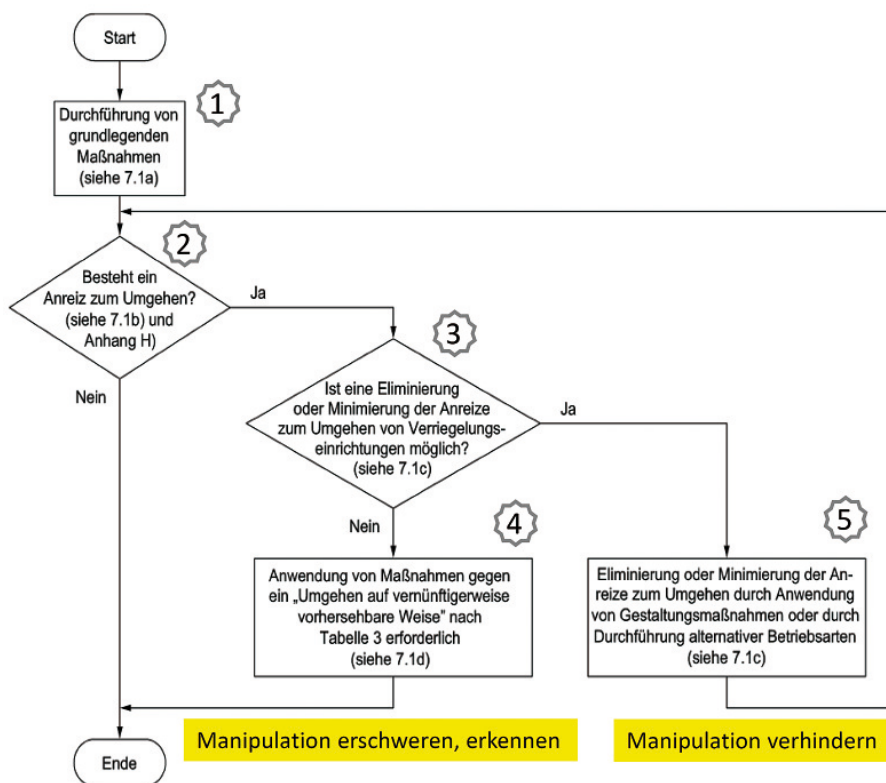 Start
1
Durchführung von
grundlegenden
Maßnahmen
(siehe 7.1a)
2
Besteht ein
Anreiz zum Umgehen?
(siehe 7.1b) und
Anhang H)
Ja
Nein
3
Ist eine Eliminierung
oder Minimierung der Anreize
zum Umgehen von Verriegelungs-
einrichtungen möglich?
(siehe 7.1c)
Ja
Nein
4
Anwendung von Maßnahmen gegen
ein „Umgehen auf vernünftigerweise
vorhersehbare Weise" nach
Tabelle 3 erforderlich
(siehe 7.1d)
5
Eliminierung oder Minimierung der An-
reize zum Umgehen durch Anwendung
von Gestaltungsmaßnahmen oder durch
Durchführung alternativer Betriebsarten
(siehe 7.1c)
Manipulation erschweren, erkennen
Manipulation verhindern
Ende